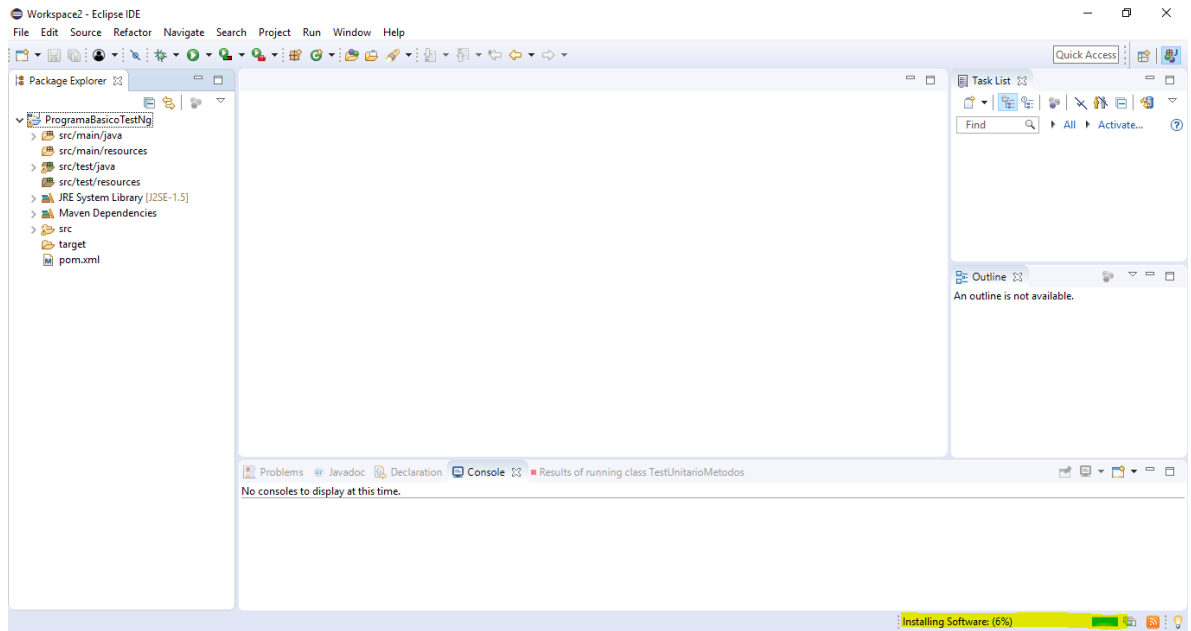 Workspace2 - Eclipse IDE
File Edit Source Refactor Navigate Search Project Run Window Help
Quick Access
Package Explorer
ProgramaBasicoTestNg
src/main/java
src/main/resources
src/test/java
src/test/resources
JRE System Library [J2SE-1.5]
Maven Dependencies
src
target
pom.xml
Task List
Find All Activate...
Outline
An outline is not available.
Problems Javadoc Declaration Console Results of running class TestUnitarioMetodos
No consoles to display at this time.
Installing Software: (6%)